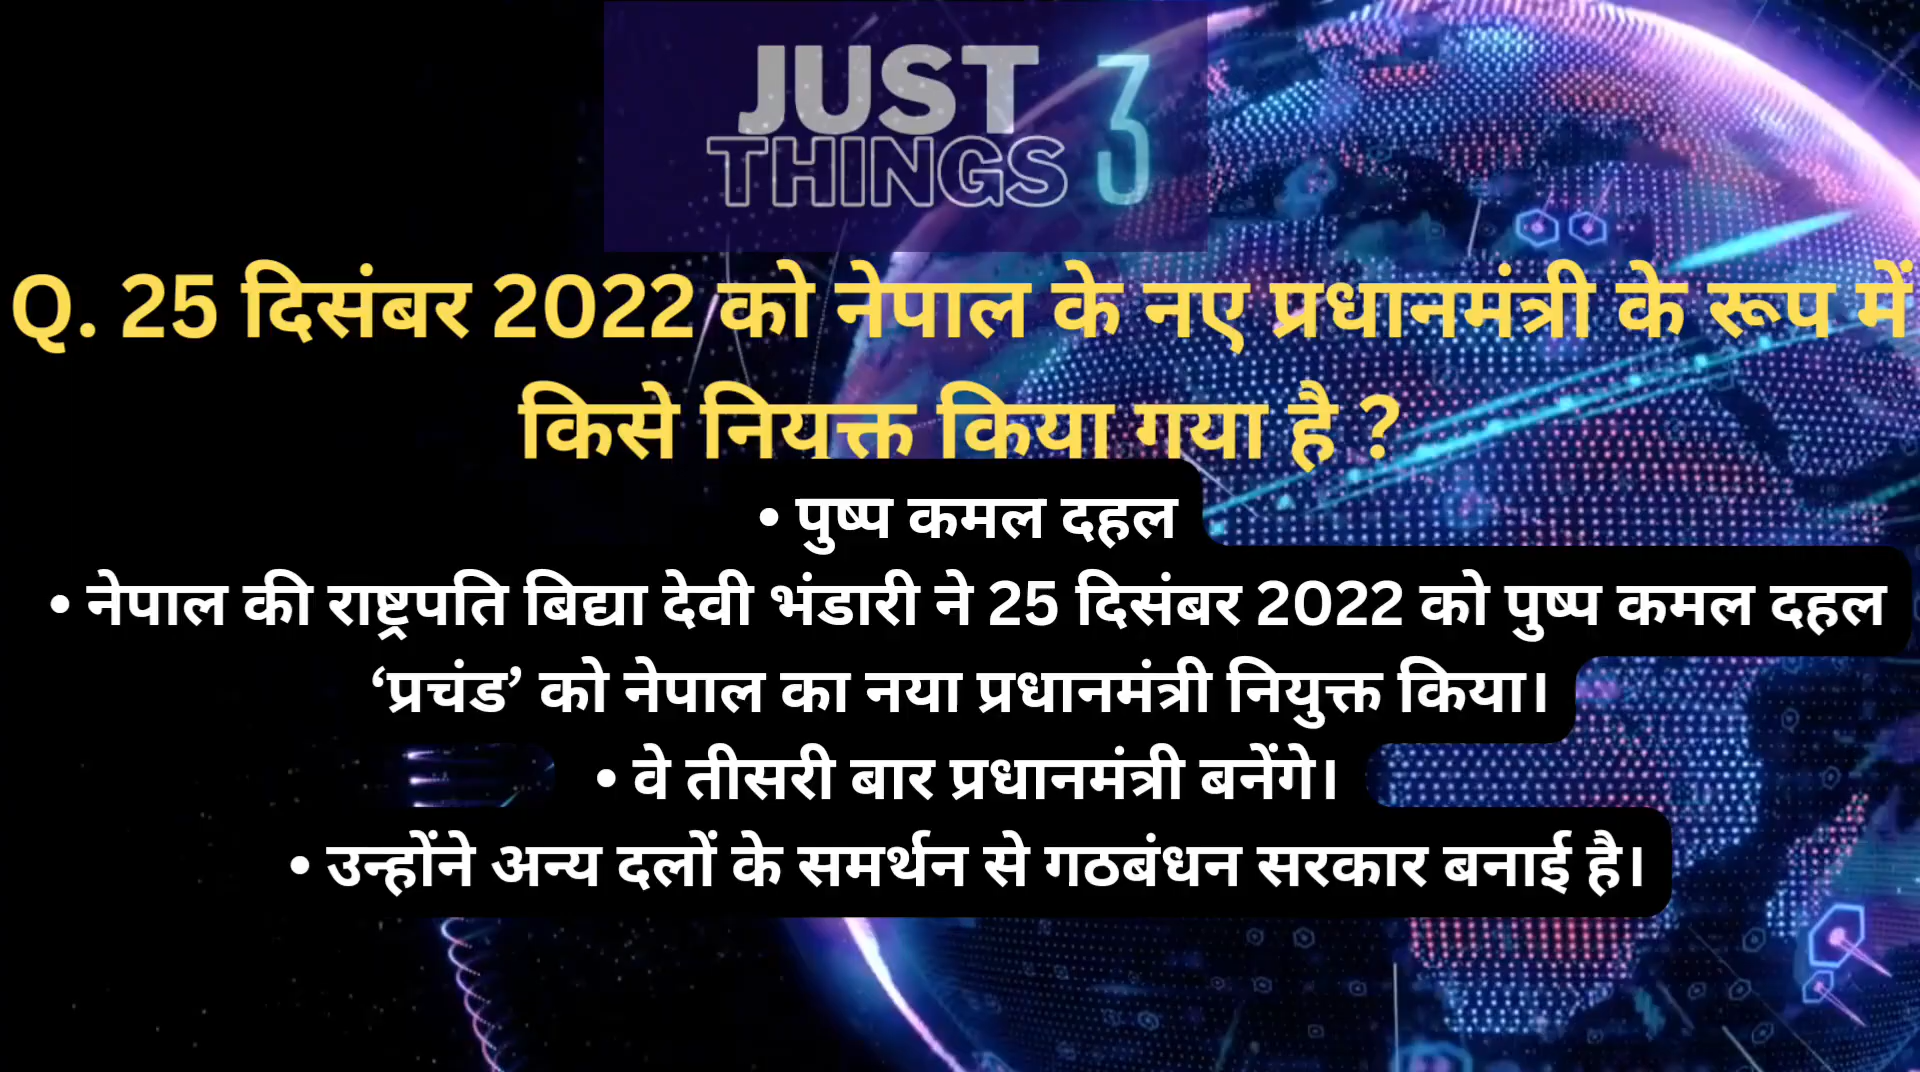 JUST
THINGS 3
Q. 25 दिसंबर 2022 को नेपाल के नए प्रधानमंत्री के रूप में
किसे नियुक्त किया गया है ?
• पुष्प कमल दहल
• नेपाल की राष्ट्रपति बिद्या देवी भंडारी ने 25 दिसंबर 2022 को पुष्प कमल दहल
‘प्रचंड’ को नेपाल का नया प्रधानमंत्री नियुक्त किया।
• वे तीसरी बार प्रधानमंत्री बनेंगे।
• उन्होंने अन्य दलों के समर्थन से गठबंधन सरकार बनाई है।